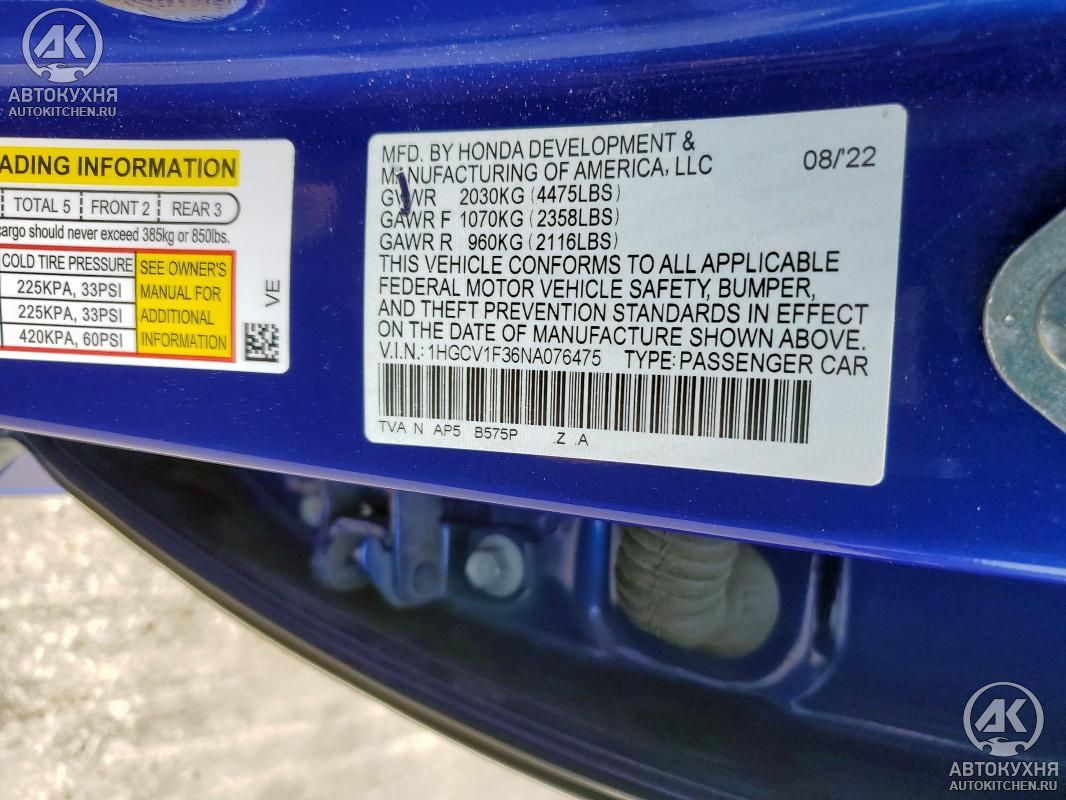 АК
АВТОКУХНЯ
AUTOKITCHEN.RU
ADING INFORMATION
TOTAL 5 FRONT 2 REAR 3
cargo should never exceed 385kg or 850lbs.
COLD TIRE PRESSURE
225KPA, 33PSI
225KPA, 33PSI
420KPA, 60PSI
SEE OWNER'S
MANUAL FOR
ADDITIONAL
INFORMATION
VE
MFD. BY HONDA DEVELOPMENT &
MANUFACTURING OF AMERICA, LLC
08/'22
GVWR 2030KG (4475LBS)
GAWR F 1070KG (2358LBS)
GAWR R 960KG (2116LBS)
THIS VEHICLE CONFORMS TO ALL APPLICABLE
FEDERAL MOTOR VEHICLE SAFETY, BUMPER,
AND THEFT PREVENTION STANDARDS IN EFFECT
ON THE DATE OF MANUFACTURE SHOWN ABOVE.
V.I.N.: 1HGCV1F36NA076475 TYPE: PASSENGER CAR
TVA N AP5 B575P .Z .A
АК
АВТОКУХНЯ
AUTOKITCHEN.RU